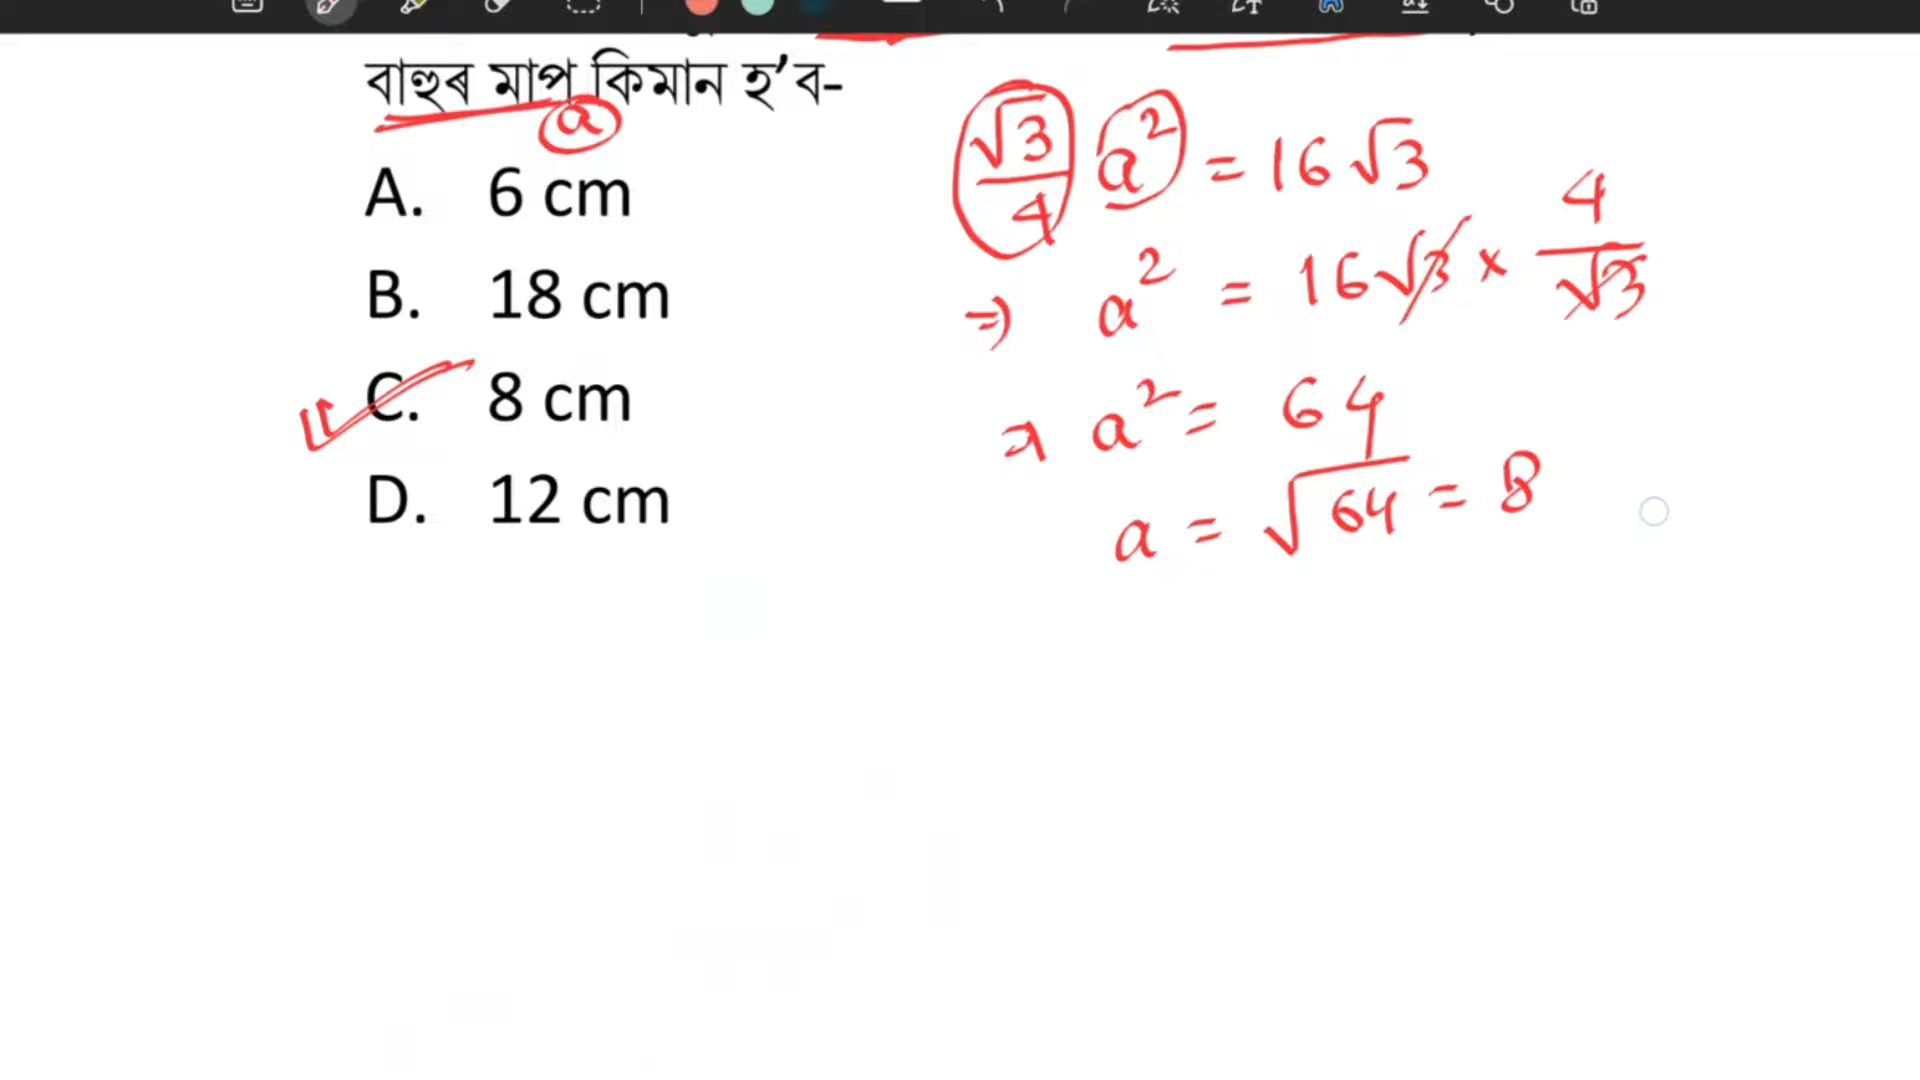 বাহুৰ মাপ কিমান হ’ব-
a
A. 6 cm
B. 18 cm
C. 8 cm
D. 12 cm
√3/4 a² = 16√3
⇒ a² = 16√3 × 4/√3
⇒ a² = 64
a = √64 = 8